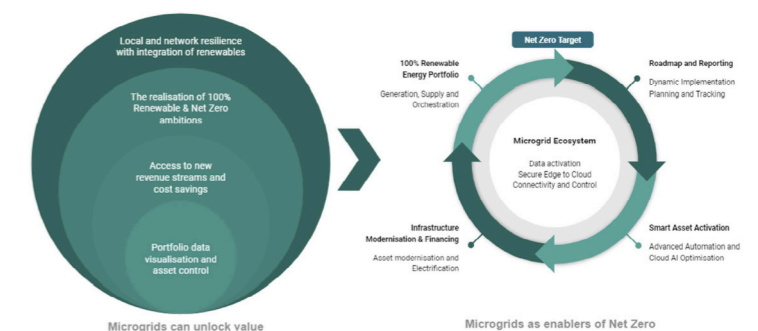 Local and network resilience
with integration of renewables
The realisation of 100%
Renewable & Net Zero
ambitions
Access to new
revenue streams and
cost savings
Portfolio data
visualisation and
asset control
Microgrids can unlock value
Net Zero Target
100% Renewable
Energy Portfolio
Generation, Supply and
Orchestration
Roadmap and Reporting
Dynamic Implementation
Planning and Tracking
Microgrid Ecosystem
Data activation
Secure Edge to Cloud
Connectivity and Control
Infrastructure
Modernisation & Financing
Asset modernisation and
Electrification
Smart Asset Activation
Advanced Automation and
Cloud AI Optimisation
Microgrids as enablers of Net Zero